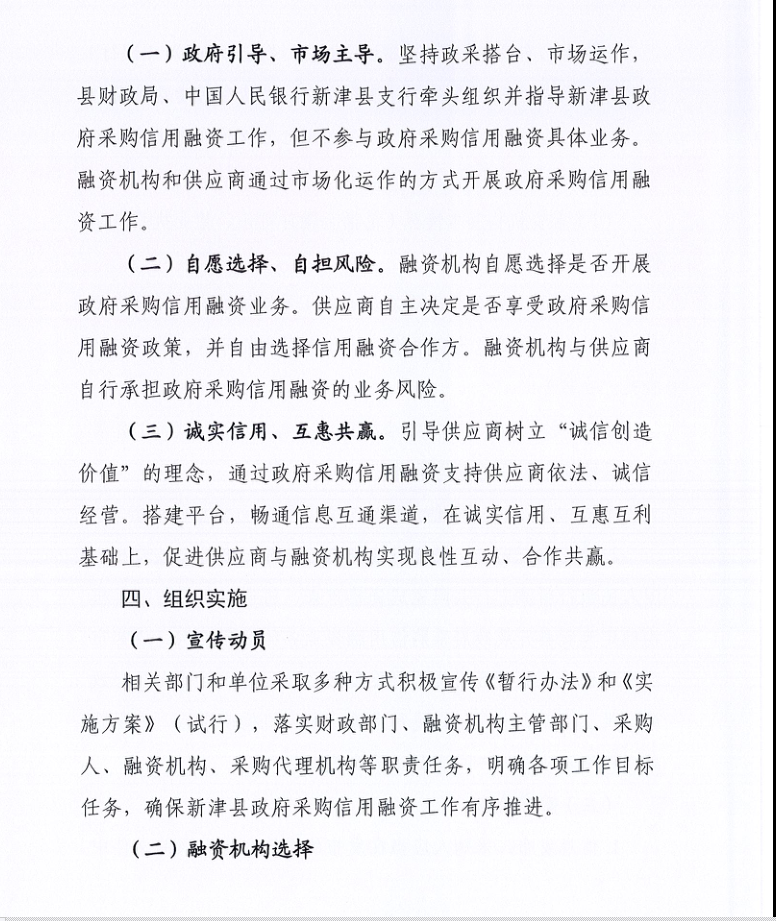 （一）政府引导、市场主导。坚持政采搭台、市场运作，
县财政局、中国人民银行新津县支行牵头组织并指导新津县政
府采购信用融资工作，但不参与政府采购信用融资具体业务。
融资机构和供应商通过市场化运作的方式开展政府采购信用融
资工作。
（二）自愿选择、自担风险。融资机构自愿选择是否开展
政府采购信用融资业务。供应商自主决定是否享受政府采购信
用融资政策，并自由选择信用融资合作方。融资机构与供应商
自行承担政府采购信用融资的业务风险。
（三）诚实信用、互惠共赢。引导供应商树立“诚信创造
价值”的理念，通过政府采购信用融资支持供应商依法、诚信
经营。搭建平台，畅通信息互通渠道，在诚实信用、互惠互利
基础上，促进供应商与融资机构实现良性互动、合作共赢。
四、组织实施
（一）宣传动员
相关部门和单位采取多种方式积极宣传《暂行办法》和《实
施方案》（试行），落实财政部门、融资机构主管部门、采购
人、融资机构、采购代理机构等职责任务，明确各项工作目标
任务，确保新津县政府采购信用融资工作有序推进。
（二）融资机构选择